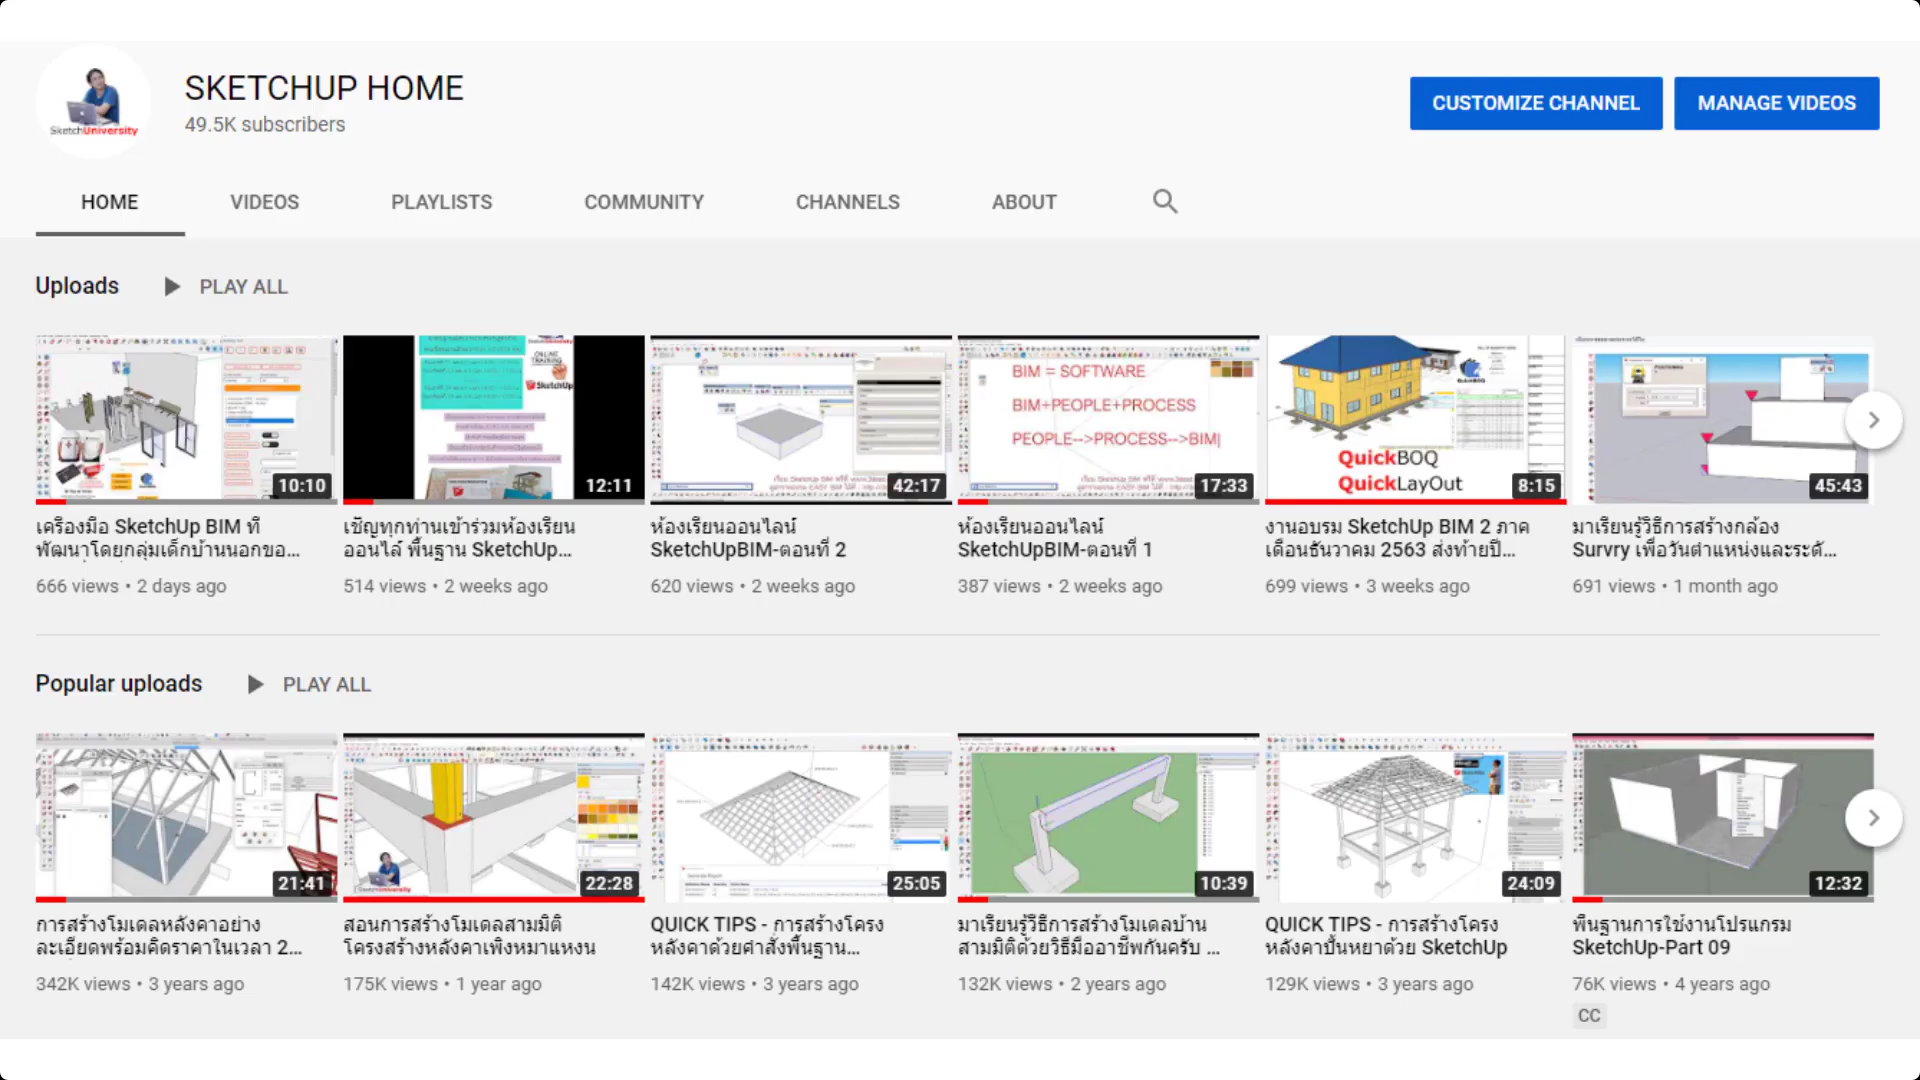 SketchUniversity
SKETCHUP HOME
49.5K subscribers
CUSTOMIZE CHANNEL
MANAGE VIDEOS
HOME
VIDEOS
PLAYLISTS
COMMUNITY
CHANNELS
ABOUT
Uploads
PLAY ALL
10:10
เครื่องมือ SketchUp BIM ที่
พัฒนาโดยกลุ่มเด็กบ้านนอกขอ...
666 views • 2 days ago
ONLINE
TRAINING
SketchUp
12:11
เชิญทุกท่านเข้าร่วมห้องเรียน
ออนไล์ พื้นฐาน SketchUp...
514 views • 2 weeks ago
42:17
ห้องเรียนออนไลน์
SketchUpBIM-ตอนที่ 2
620 views • 2 weeks ago
BIM = SOFTWARE
BIM+PEOPLE+PROCESS
PEOPLE-->PROCESS-->BIM
17:33
ห้องเรียนออนไลน์
SketchUpBIM-ตอนที่ 1
387 views • 2 weeks ago
QuickBOQ
QuickLayOut
8:15
งานอบรม SketchUp BIM 2 ภาค
เดือนธันวาคม 2563 ส่งท้ายปี...
699 views • 3 weeks ago
45:43
มาเรียนรู้วิธีการสร้างกล้อง
Survry เพื่อวันตำแหน่งและระดั...
691 views • 1 month ago
Popular uploads
PLAY ALL
21:41
การสร้างโมเดลหลังคาอย่าง
ละเอียดพร้อมคิดราคาในเวลา 2...
342K views • 3 years ago
SketchUniversity
22:28
สอนการสร้างโมเดลสามมิติ
โครงสร้างหลังคาเพิงหมาแหงน
175K views • 1 year ago
25:05
QUICK TIPS - การสร้างโครง
หลังคาด้วยคำสั่งพื้นฐาน...
142K views • 3 years ago
10:39
มาเรียนรู้วิธีการสร้างโมเดลบ้าน
สามมิติด้วยวิธีมืออาชีพกันครับ ...
132K views • 2 years ago
24:09
QUICK TIPS - การสร้างโครง
หลังคาปั้นหยาด้วย SketchUp
129K views • 3 years ago
12:32
พื้นฐานการใช้งานโปรแกรม
SketchUp-Part 09
76K views • 4 years ago
CC